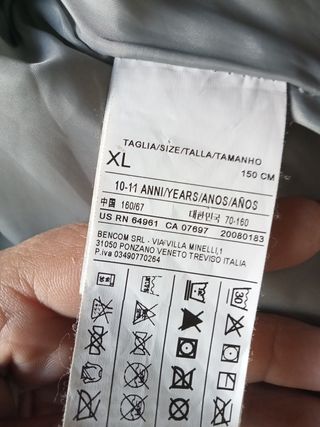 TAGLIA/SIZE/TALLA/TAMANHO
XL 150 CM
10-11 ANNI/YEARS/ANOS/AÑOS
中国 160/67 대한민국 70-160
US RN 64961 CA 07697 20080183
BENCOM SRL - VIA VILLA MINELLI,1
31050 PONZANO VENETO TREVISO ITALIA
P.iva 03490770264